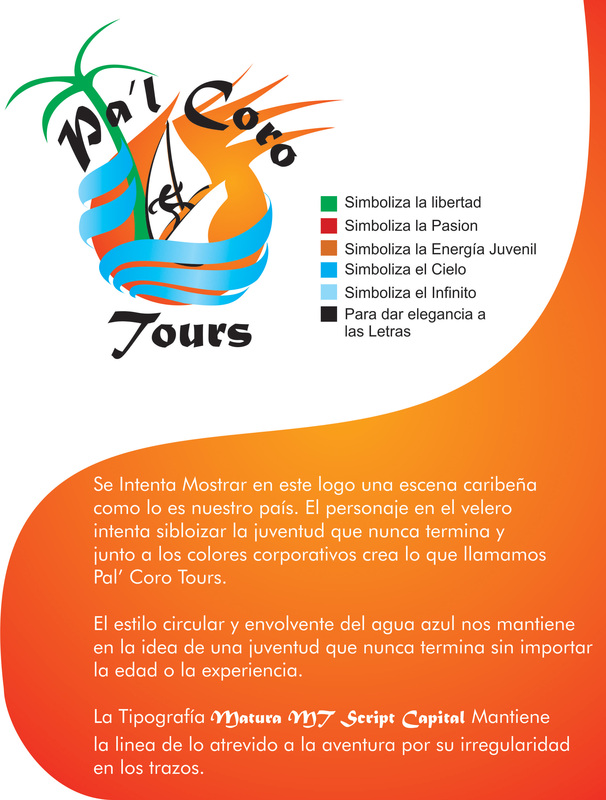 Pa'l Coro
Tours
Simboliza la libertad
Simboliza la Pasion
Simboliza la Energía Juvenil
Simboliza el Cielo
Simboliza el Infinito
Para dar elegancia a
las Letras
Se Intenta Mostrar en este logo una escena caribeña
como lo es nuestro país. El personaje en el velero
intenta sibloizar la juventud que nunca termina y
junto a los colores corporativos crea lo que llamamos
Pal' Coro Tours.
El estilo circular y envolvente del agua azul nos mantiene
en la idea de una juventud que nunca termina sin importar
la edad o la experiencia.
La Tipografía Matura MT Script Capital Mantiene
la linea de lo atrevido a la aventura por su irregularidad
en los trazos.